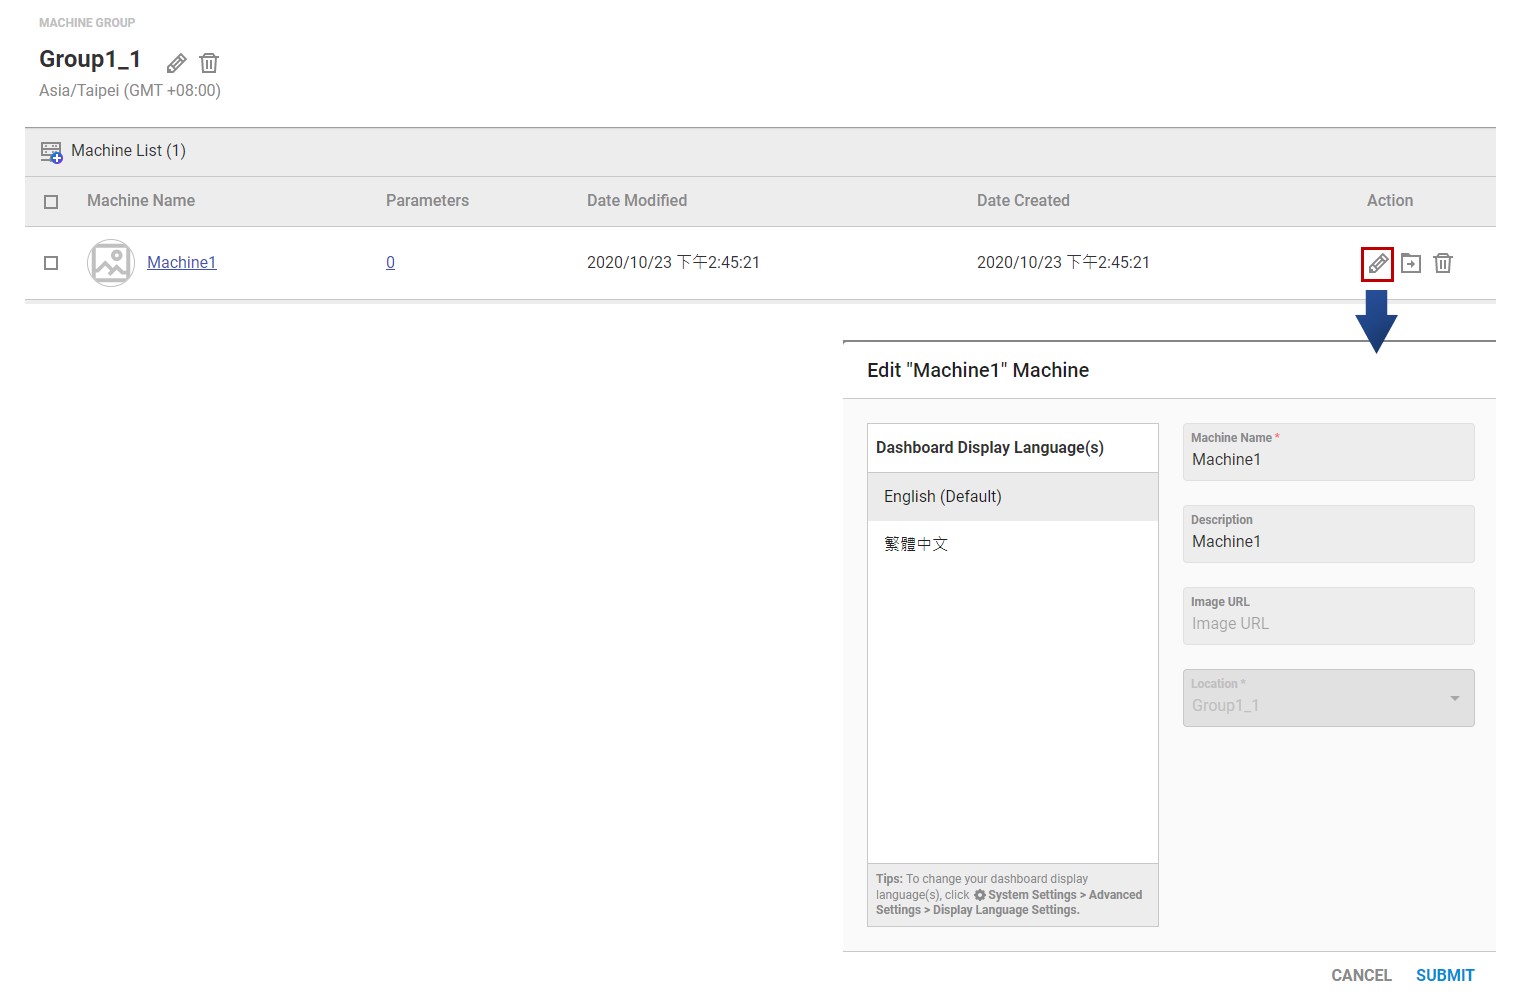 MACHINE GROUP
Group1_1
Asia/Taipei (GMT +08:00)
Machine List (1)
Machine Name Parameters Date Modified Date Created Action
Machine1 0 2020/10/23 下午2:45:21 2020/10/23 下午2:45:21
Edit "Machine1" Machine
Dashboard Display Language(s)
English (Default)
繁體中文
Tips: To change your dashboard display
language(s), click System Settings > Advanced
Settings > Display Language Settings.
Machine Name *
Machine1
Description
Machine1
Image URL
Image URL
Location *
Group1_1
CANCEL SUBMIT